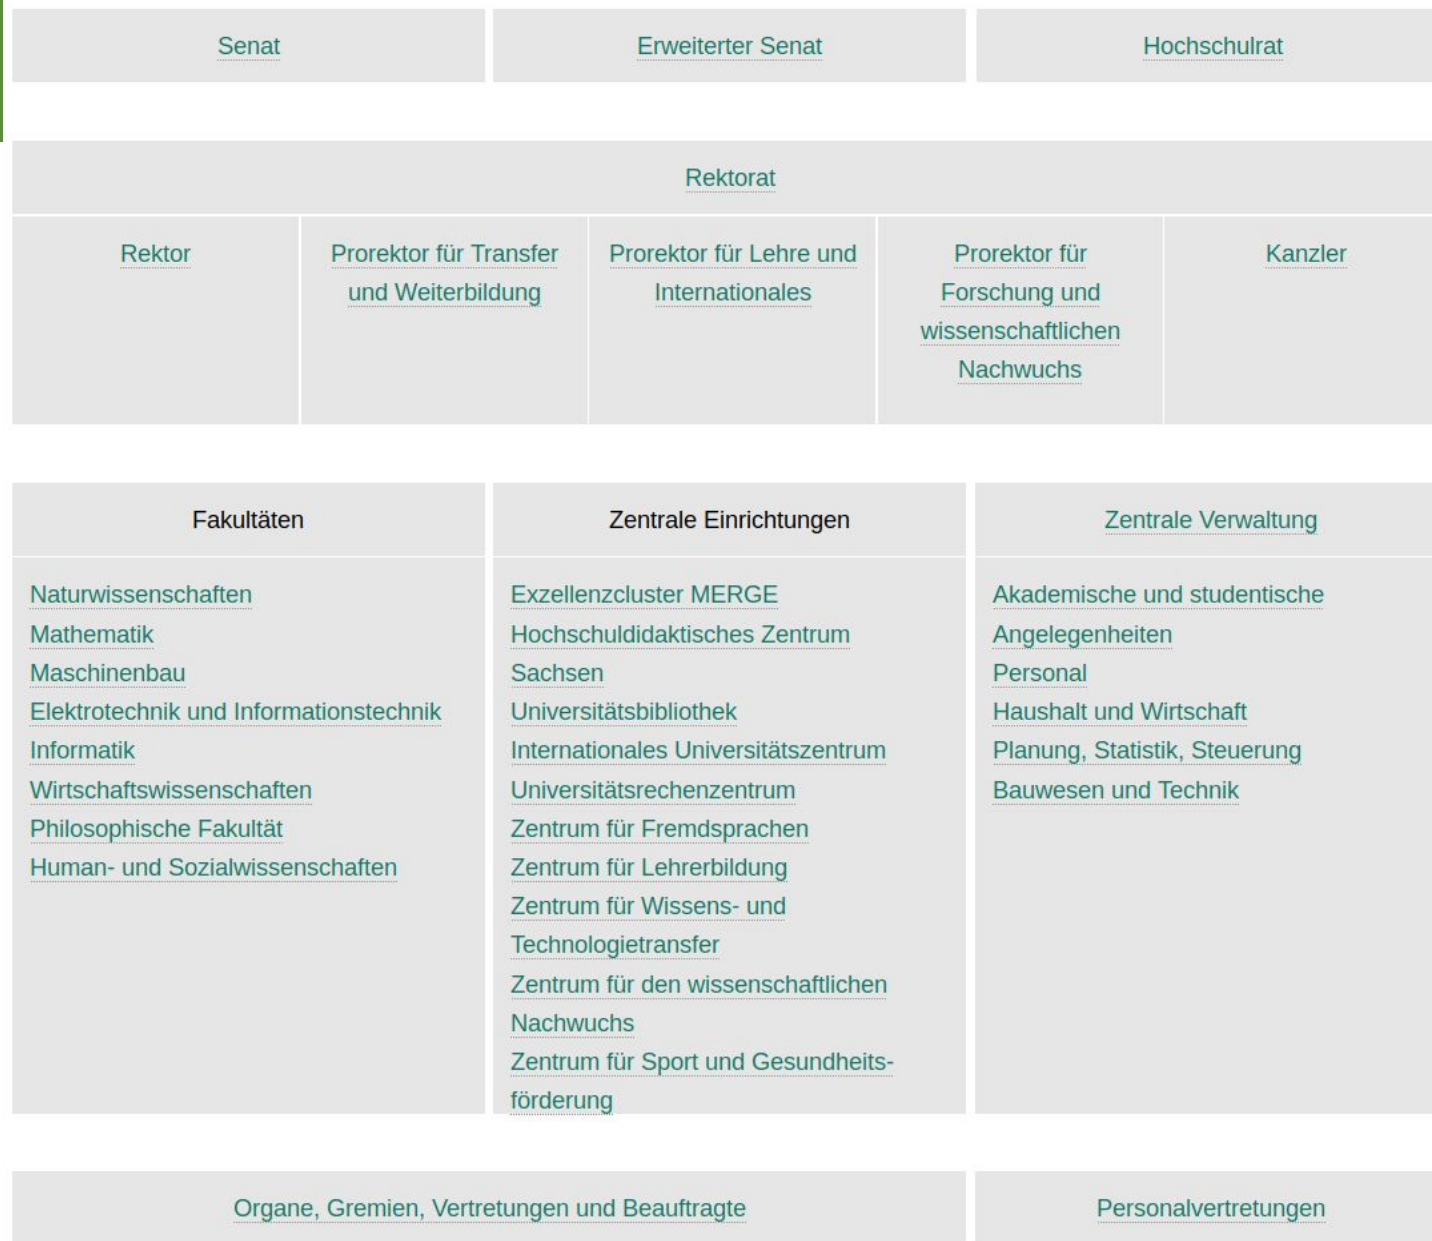 Senat
Erweiterter Senat
Hochschulrat
Rektorat
Rektor
Prorektor für Transfer
und Weiterbildung
Prorektor für Lehre und
Internationales
Prorektor für
Forschung und
wissenschaftlichen
Nachwuchs
Kanzler
Fakultäten
Naturwissenschaften
Mathematik
Maschinenbau
Elektrotechnik und Informationstechnik
Informatik
Wirtschaftswissenschaften
Philosophische Fakultät
Human- und Sozialwissenschaften
Zentrale Einrichtungen
Exzellenzcluster MERGE
Hochschuldidaktisches Zentrum
Sachsen
Universitätsbibliothek
Internationales Universitätszentrum
Universitätsrechenzentrum
Zentrum für Fremdsprachen
Zentrum für Lehrerbildung
Zentrum für Wissens- und
Technologietransfer
Zentrum für den wissenschaftlichen
Nachwuchs
Zentrum für Sport und Gesundheits-
förderung
Zentrale Verwaltung
Akademische und studentische
Angelegenheiten
Personal
Haushalt und Wirtschaft
Planung, Statistik, Steuerung
Bauwesen und Technik
Organe, Gremien, Vertretungen und Beauftragte
Personalvertretungen